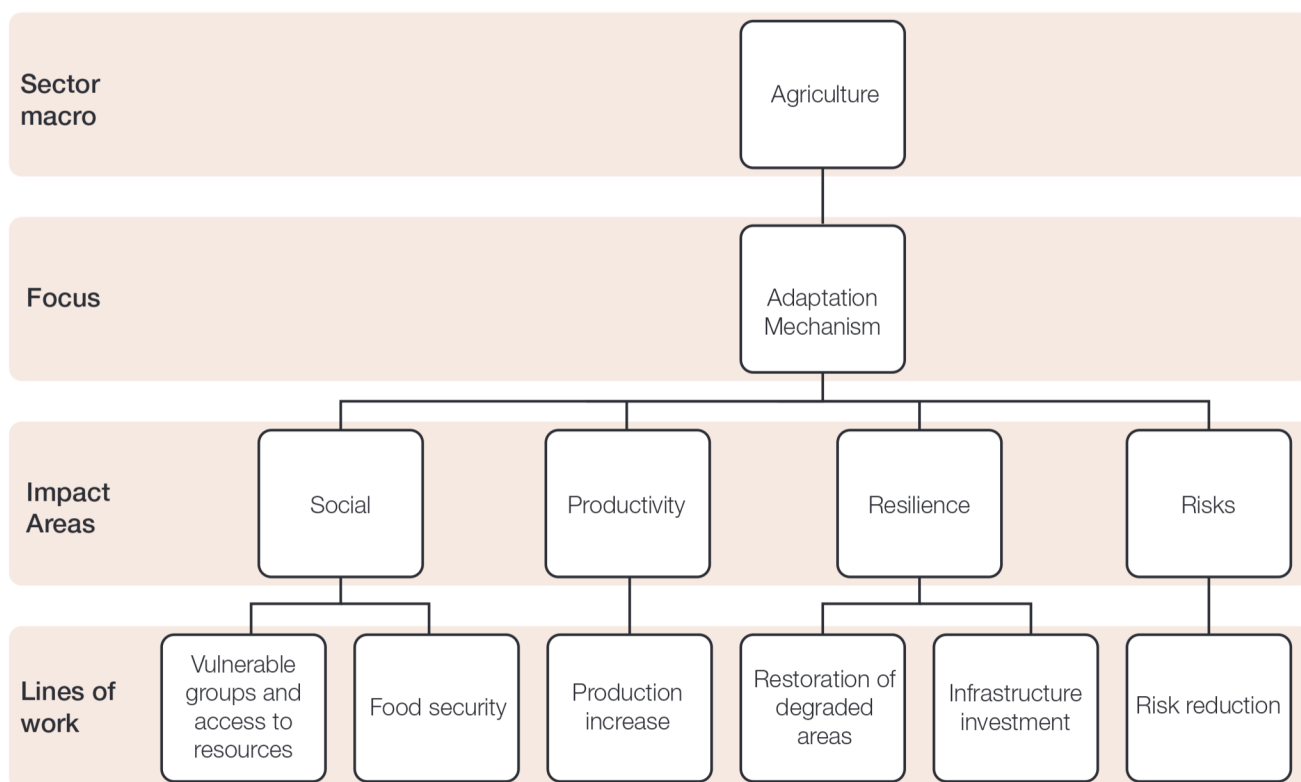 Sector
macro
Agriculture
Focus
Adaptation
Mechanism
Impact
Areas
Social
Productivity
Resilience
Risks
Lines of
work
Vulnerable
groups and
access to
resources
Food security
Production
increase
Restoration of
degraded
areas
Infrastructure
investment
Risk reduction